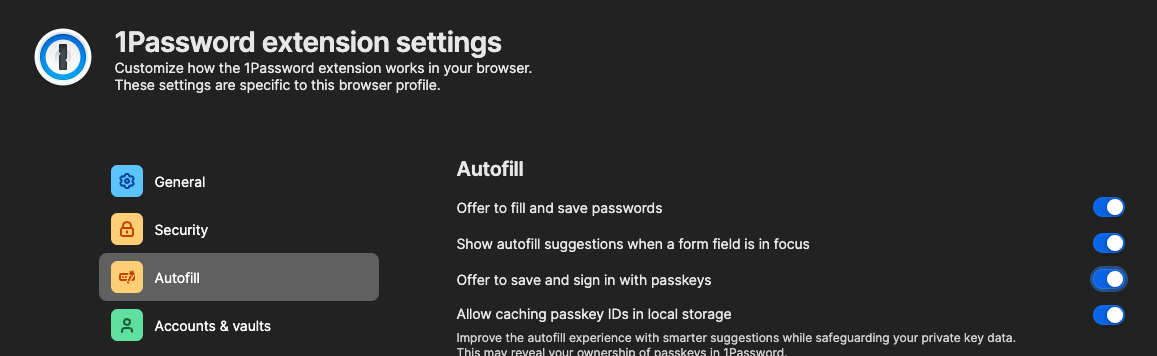 1Password extension settings
Customize how the 1Password extension works in your browser.
These settings are specific to this browser profile.
General
Security
Autofill
Accounts & vaults
Autofill
Offer to fill and save passwords
Show autofill suggestions when a form field is in focus
Offer to save and sign in with passkeys
Allow caching passkey IDs in local storage
Improve the autofill experience with smarter suggestions while safeguarding your private key data.
This may reveal your ownership of passkeys in 1Password.